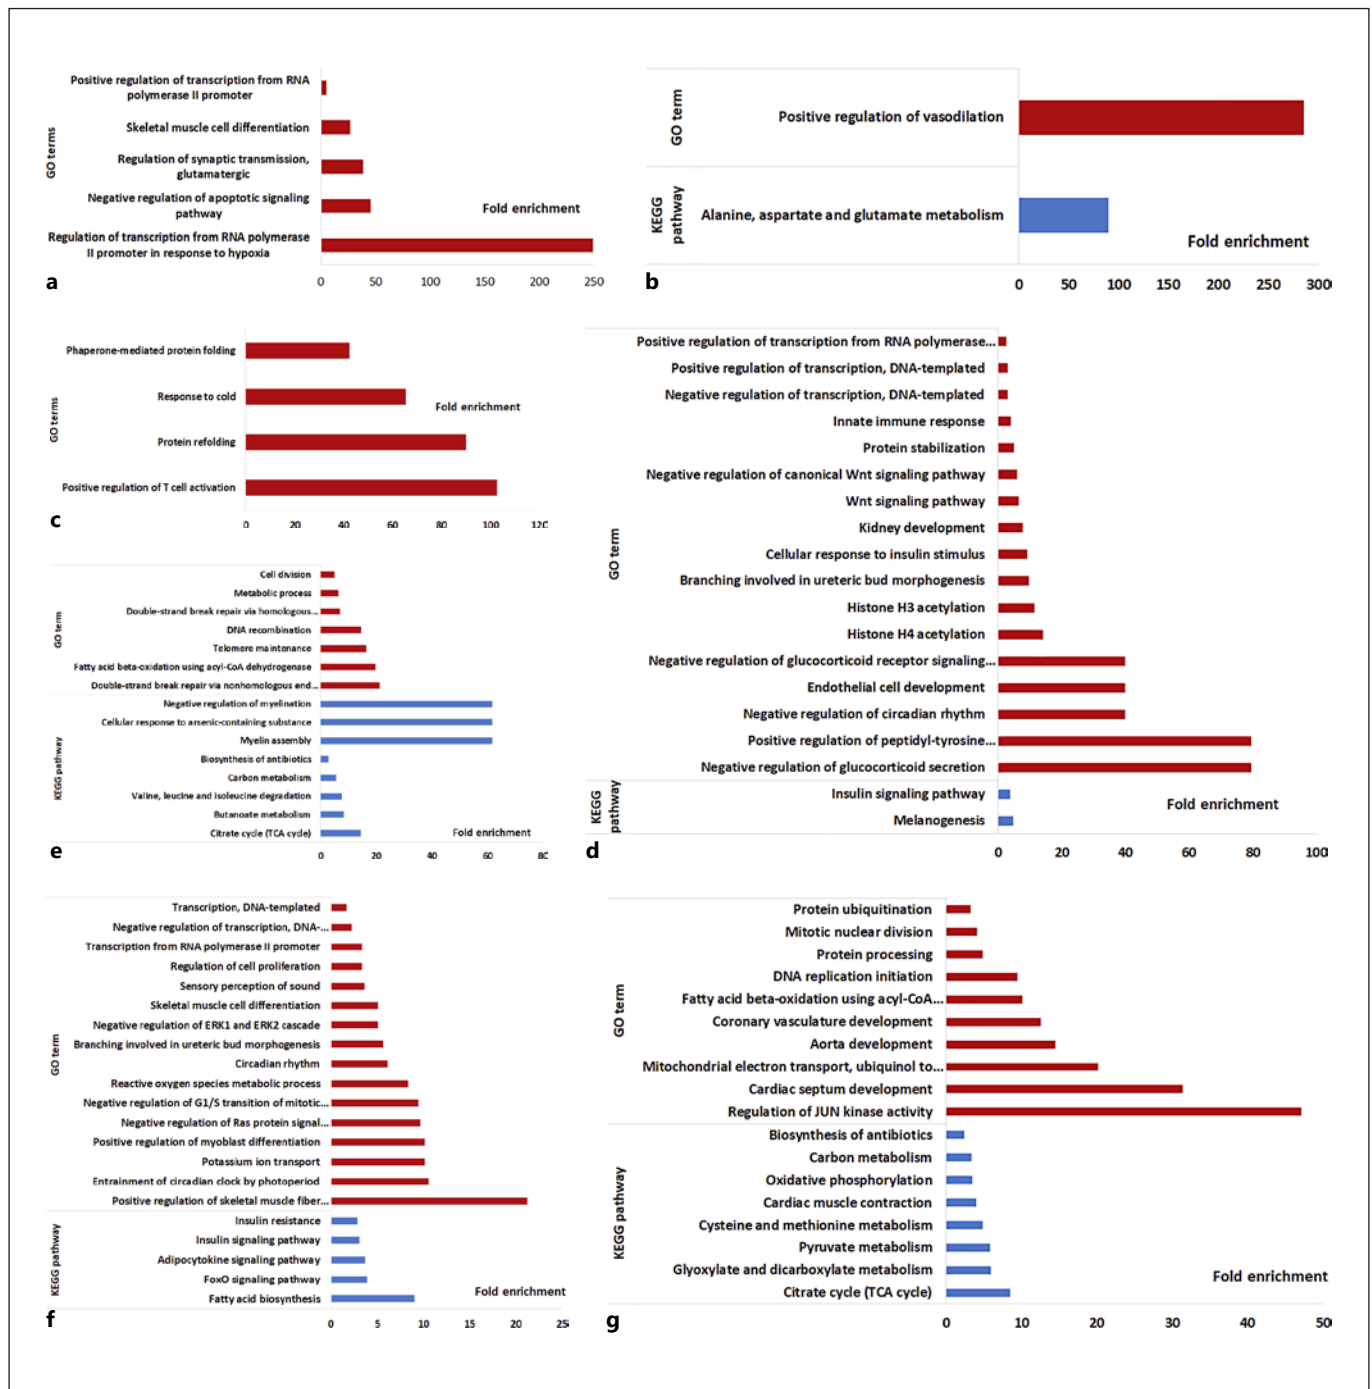 Positive regulation of transcription from RNA
polymerase II promoter
Skeletal muscle cell differentiation
Regulation of synaptic transmission,
glutamatergic
Negative regulation of apoptotic signaling
pathway
Regulation of transcription from RNA polymerase
II promoter in response to hypoxia
GO terms
Fold enrichment
0 50 100 150 200 250
a
GO term
Positive regulation of vasodilation
KEGG
pathway
Alanine, aspartate and glutamate metabolism
Fold enrichment
0 50 100 150 200 250 300
b
Phaperone-mediated protein folding
Response to cold
Protein refolding
Positive regulation of T cell activation
GO terms
Fold enrichment
0 20 40 60 80 100 120
c
Positive regulation of transcription from RNA polymerase...
Positive regulation of transcription, DNA-templated
Negative regulation of transcription, DNA-templated
Innate immune response
Protein stabilization
Negative regulation of canonical Wnt signaling pathway
Wnt signaling pathway
Kidney development
Cellular response to insulin stimulus
Branching involved in ureteric bud morphogenesis
Histone H3 acetylation
Histone H4 acetylation
Negative regulation of glucocorticoid receptor signaling...
Endothelial cell development
Negative regulation of circadian rhythm
Positive regulation of peptidyl-tyrosine...
Negative regulation of glucocorticoid secretion
GO term
Insulin signaling pathway
Melanogenesis
KEGG
pathway
Fold enrichment
0 20 40 60 80 100
d
Cell division
Metabolic process
Double-strand break repair via homologous...
DNA recombination
Telomere maintenance
Fatty acid beta-oxidation using acyl-CoA dehydrogenase
Double-strand break repair via nonhomologous end...
GO term
Negative regulation of myelination
Cellular response to arsenic-containing substance
Myelin assembly
Biosynthesis of antibiotics
Carbon metabolism
Valine, leucine and isoleucine degradation
Butanoate metabolism
Citrate cycle (TCA cycle)
KEGG pathway
Fold enrichment
0 20 40 60 80
e
Transcription, DNA-templated
Negative regulation of transcription, DNA-...
Transcription from RNA polymerase II promoter
Regulation of cell proliferation
Sensory perception of sound
Skeletal muscle cell differentiation
Negative regulation of ERK1 and ERK2 cascade
Branching involved in ureteric bud morphogenesis
Circadian rhythm
Reactive oxygen species metabolic process
Negative regulation of G1/S transition of mitotic...
Negative regulation of Ras protein signal...
Positive regulation of myoblast differentiation
Potassium ion transport
Entrainment of circadian clock by photoperiod
Positive regulation of skeletal muscle fiber...
GO term
Insulin resistance
Insulin signaling pathway
Adipocytokine signaling pathway
FoxO signaling pathway
Fatty acid biosynthesis
KEGG pathway
Fold enrichment
0 5 10 15 20 25
f
Protein ubiquitination
Mitotic nuclear division
Protein processing
DNA replication initiation
Fatty acid beta-oxidation using acyl-CoA...
Coronary vasculature development
Aorta development
Mitochondrial electron transport, ubiquinol to...
Cardiac septum development
Regulation of JUN kinase activity
GO term
Biosynthesis of antibiotics
Carbon metabolism
Oxidative phosphorylation
Cardiac muscle contraction
Cysteine and methionine metabolism
Pyruvate metabolism
Glyoxylate and dicarboxylate metabolism
Citrate cycle (TCA cycle)
KEGG pathway
Fold enrichment
0 10 20 30 40 50
g